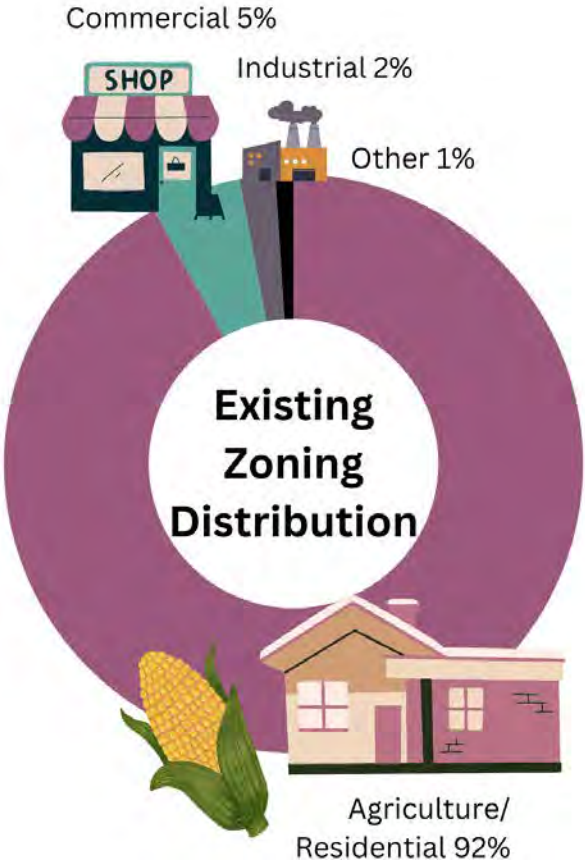 Commercial 5%
Industrial 2%
SHOP
Other 1%
Existing
Zoning
Distribution
Agriculture/
Residential 92%